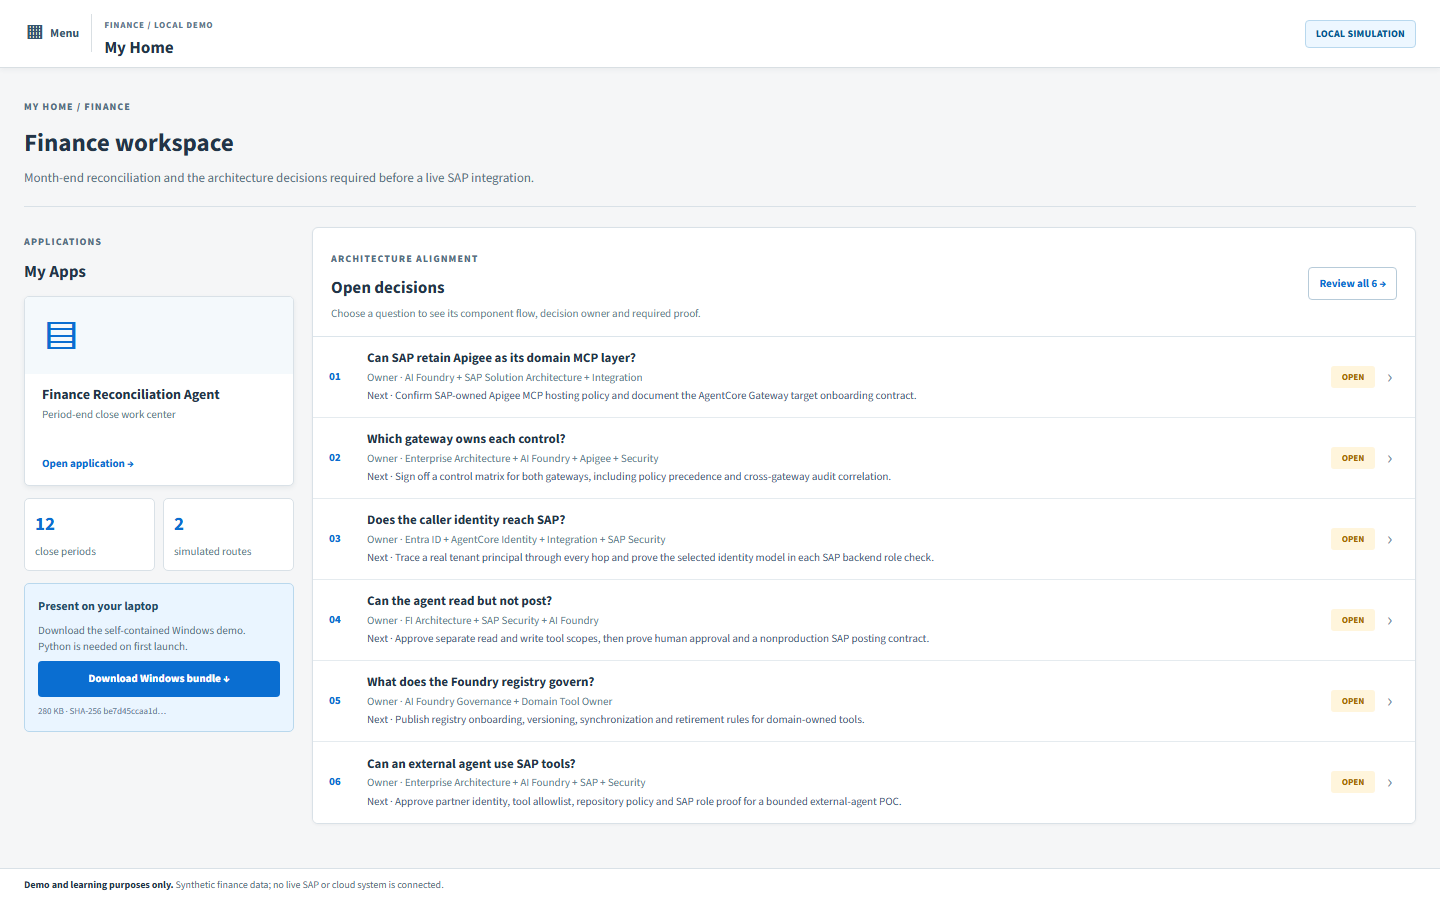 Menu
FINANCE / LOCAL DEMO
My Home
LOCAL SIMULATION
MY HOME / FINANCE
Finance workspace
Month-end reconciliation and the architecture decisions required before a live SAP integration.
APPLICATIONS
My Apps
Finance Reconciliation Agent
Period-end close work center
Open application →
12
close periods
2
simulated routes
Present on your laptop
Download the self-contained Windows demo.
Python is needed on first launch.
Download Windows bundle ↓
280 KB · SHA-256 be7d45ccaa1d…
ARCHITECTURE ALIGNMENT
Open decisions
Choose a question to see its component flow, decision owner and required proof.
Review all 6 →
01
Can SAP retain Apigee as its domain MCP layer?
Owner · AI Foundry + SAP Solution Architecture + Integration
Next · Confirm SAP-owned Apigee MCP hosting policy and document the AgentCore Gateway target onboarding contract.
OPEN
02
Which gateway owns each control?
Owner · Enterprise Architecture + AI Foundry + Apigee + Security
Next · Sign off a control matrix for both gateways, including policy precedence and cross-gateway audit correlation.
OPEN
03
Does the caller identity reach SAP?
Owner · Entra ID + AgentCore Identity + Integration + SAP Security
Next · Trace a real tenant principal through every hop and prove the selected identity model in each SAP backend role check.
OPEN
04
Can the agent read but not post?
Owner · FI Architecture + SAP Security + AI Foundry
Next · Approve separate read and write tool scopes, then prove human approval and a nonproduction SAP posting contract.
OPEN
05
What does the Foundry registry govern?
Owner · AI Foundry Governance + Domain Tool Owner
Next · Publish registry onboarding, versioning, synchronization and retirement rules for domain-owned tools.
OPEN
06
Can an external agent use SAP tools?
Owner · Enterprise Architecture + AI Foundry + SAP + Security
Next · Approve partner identity, tool allowlist, repository policy and SAP role proof for a bounded external-agent POC.
OPEN
Demo and learning purposes only. Synthetic finance data; no live SAP or cloud system is connected.